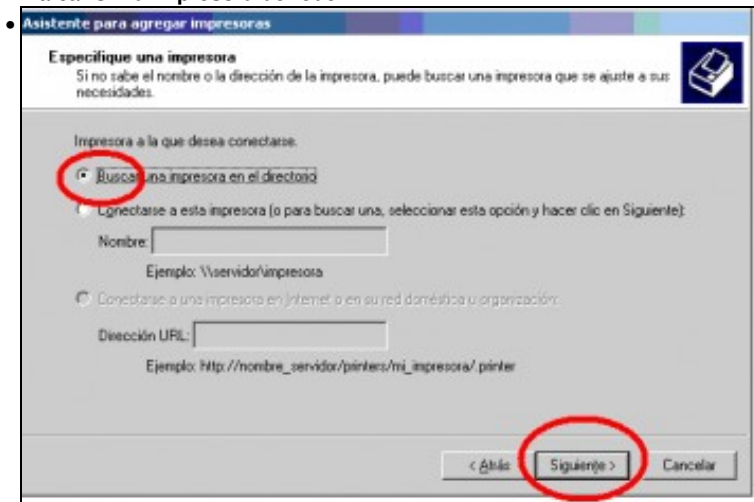 Asistente para agregar impresoras
Especifique una impresora
Si no sabe el nombre o la dirección de la impresora, puede buscar una impresora que se ajuste a sus
necesidades.
Impresora a la que desea conectarse.
Buscar una impresora en el directorio
Conectarse a esta impresora (o para buscar una, seleccionar esta opción y hacer clic en Siguiente):
Nombre:
Ejemplo: \\servidor\impresora
Conectarse a una impresora en Internet o en su red doméstica u organización:
Dirección URL:
Ejemplo: http://nombre_servidor/printers/mi_impresora/.printer
< Atrás Siguiente > Cancelar